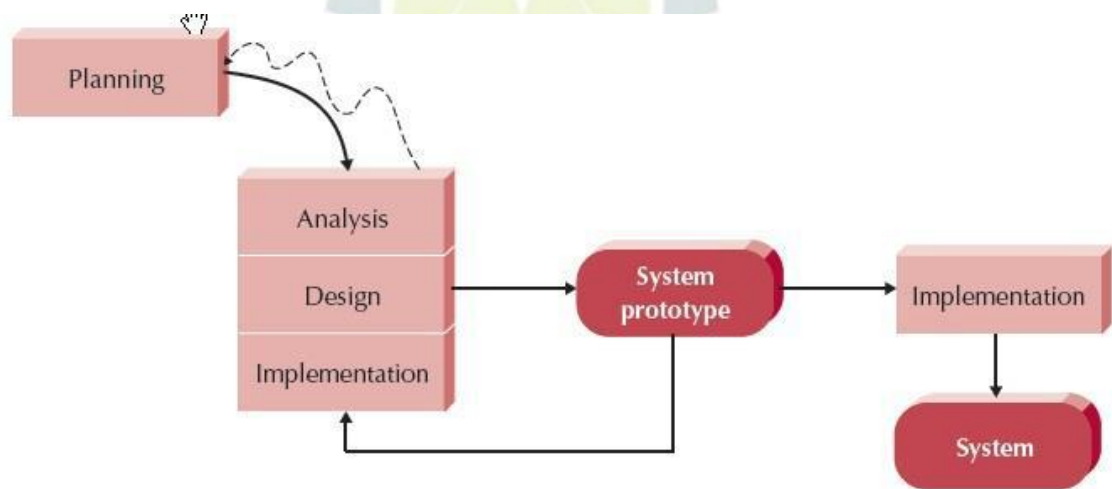 Planning
Analysis
Design
Implementation
System
prototype
Implementation
System